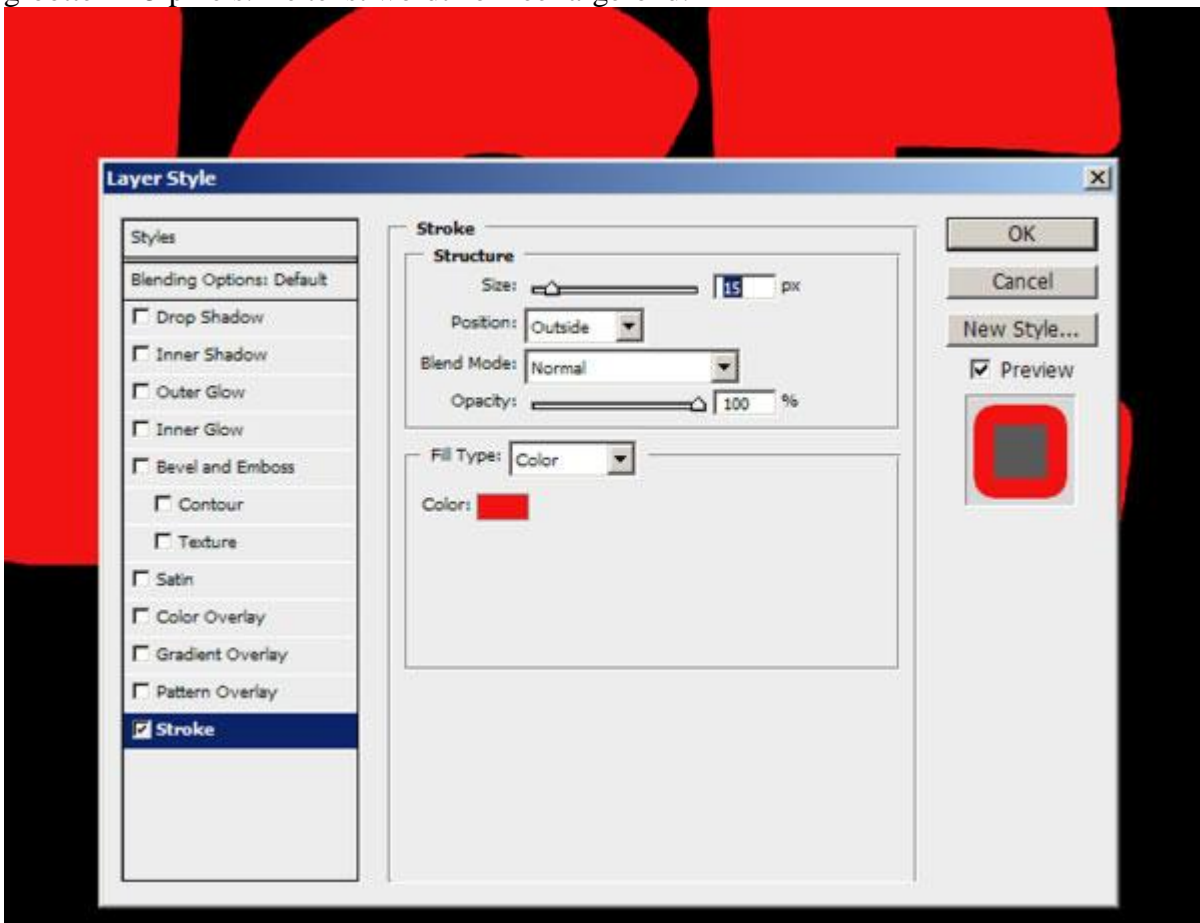 Layer Style
Styles
Blending Options: Default
Drop Shadow
Inner Shadow
Outer Glow
Inner Glow
Bevel and Emboss
Contour
Texture
Satin
Color Overlay
Gradient Overlay
Pattern Overlay
Stroke
Stroke
Structure
Size: 15 px
Position: Outside
Blend Mode: Normal
Opacity: 100 %
Fill Type: Color
Color:
OK
Cancel
New Style...
Preview